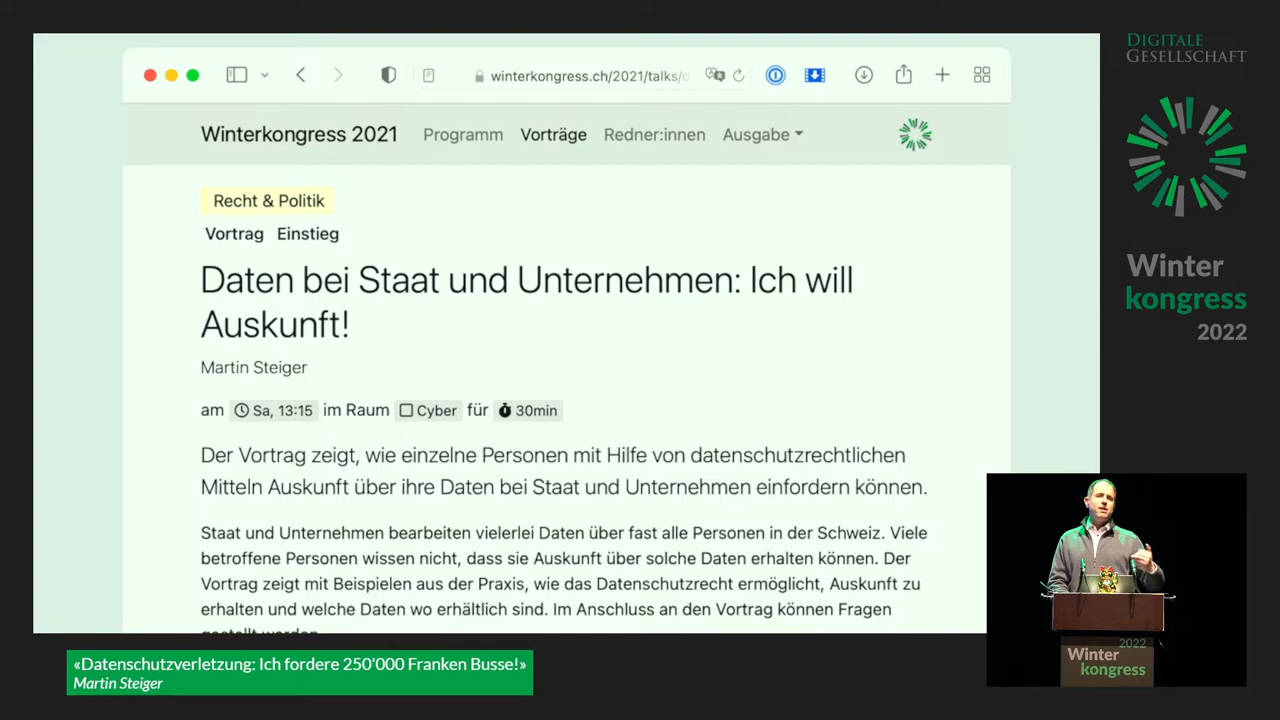 DIGITALE
GESELLSCHAFT
winterkongress.ch/2021/talks/d
Winterkongress 2021 Programm Vorträge Redner:innen Ausgabe
Recht & Politik
Vortrag Einstieg
Daten bei Staat und Unternehmen: Ich will
Auskunft!
Martin Steiger
am Sa, 13:15 im Raum Cyber für 30min
Der Vortrag zeigt, wie einzelne Personen mit Hilfe von datenschutzrechtlichen
Mitteln Auskunft über ihre Daten bei Staat und Unternehmen einfordern können.
Staat und Unternehmen bearbeiten vielerlei Daten über fast alle Personen in der Schweiz. Viele
betroffene Personen wissen nicht, dass sie Auskunft über solche Daten erhalten können. Der
Vortrag zeigt mit Beispielen aus der Praxis, wie das Datenschutzrecht ermöglicht, Auskunft zu
erhalten und welche Daten wo erhältlich sind. Im Anschluss an den Vortrag können Fragen
Winter
kongress
2022
2022
Winter
kongress
«Datenschutzverletzung: Ich fordere 250'000 Franken Busse!»
Martin Steiger